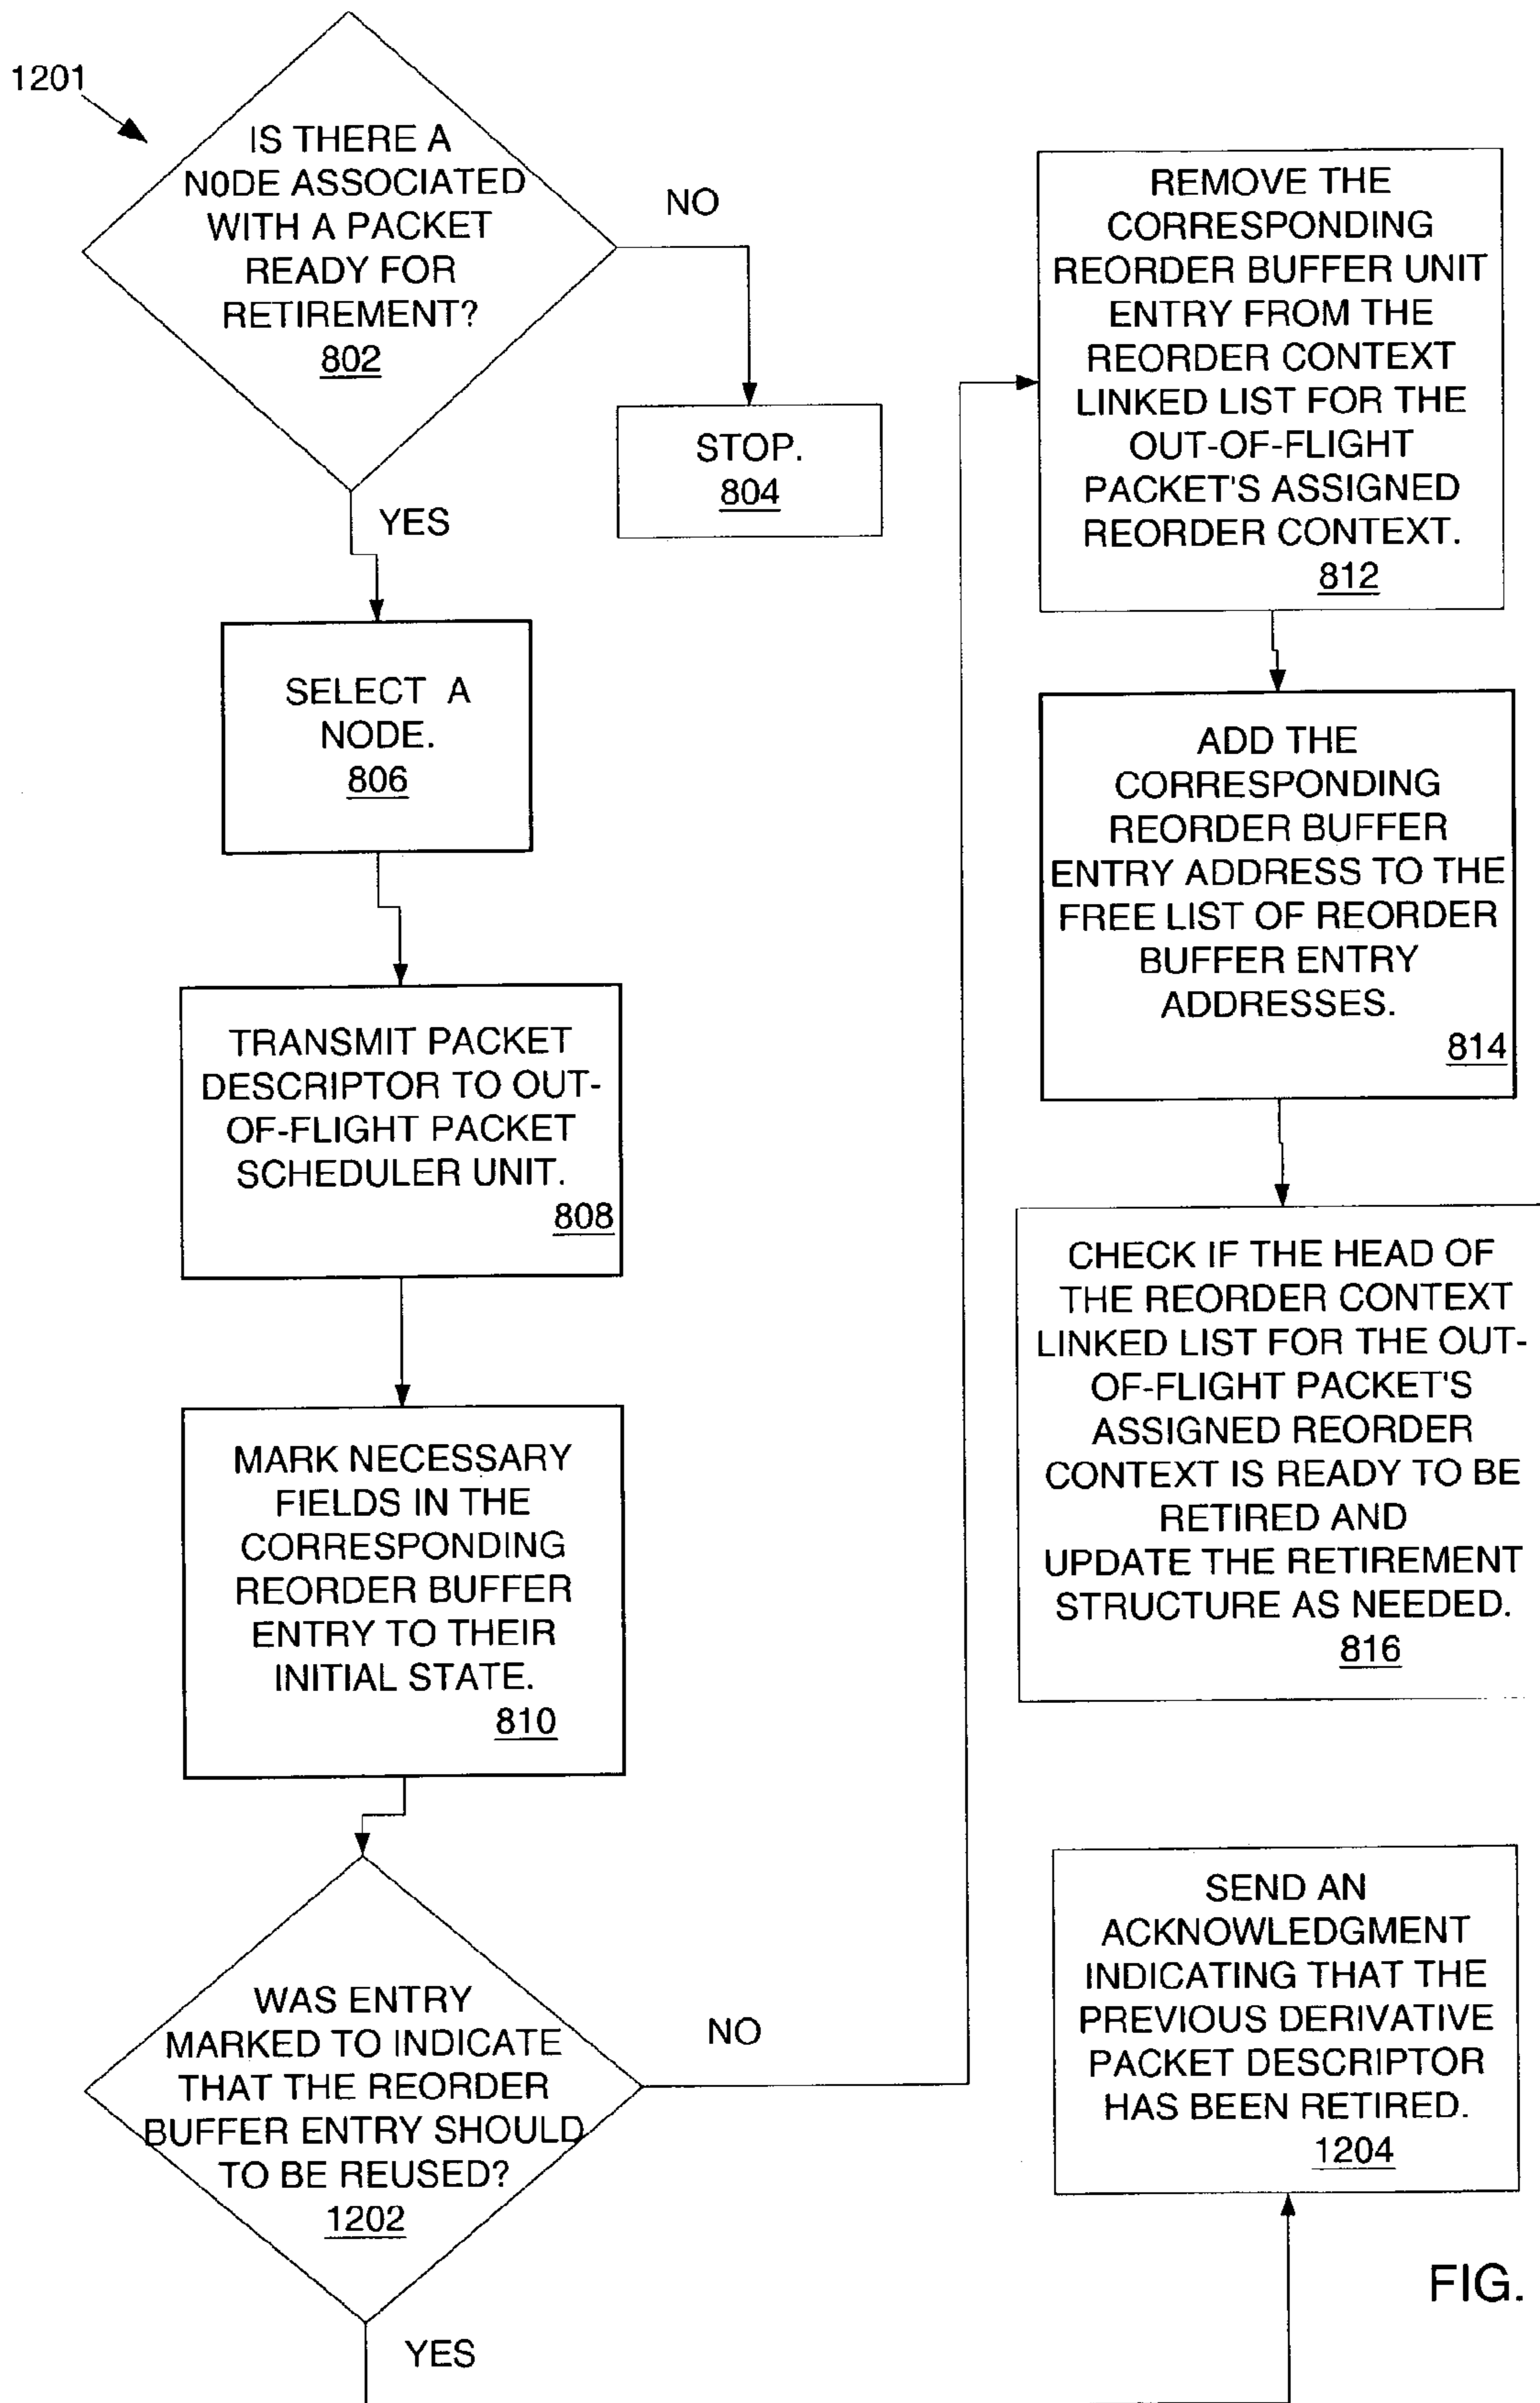 1201
IS THERE A
NODE ASSOCIATED
WITH A PACKET
READY FOR
RETIREMENT?
802
NO
STOP.
804
YES
SELECT A
NODE.
806
TRANSMIT PACKET
DESCRIPTOR TO OUT-
OF-FLIGHT PACKET
SCHEDULER UNIT.
808
MARK NECESSARY
FIELDS IN THE
CORRESPONDING
REORDER BUFFER
ENTRY TO THEIR
INITIAL STATE.
810
WAS ENTRY
MARKED TO INDICATE
THAT THE REORDER
BUFFER ENTRY SHOULD
TO BE REUSED?
1202
NO
YES
REMOVE THE
CORRESPONDING
REORDER BUFFER UNIT
ENTRY FROM THE
REORDER CONTEXT
LINKED LIST FOR THE
OUT-OF-FLIGHT
PACKET'S ASSIGNED
REORDER CONTEXT.
812
ADD THE
CORRESPONDING
REORDER BUFFER
ENTRY ADDRESS TO THE
FREE LIST OF REORDER
BUFFER ENTRY
ADDRESSES.
814
CHECK IF THE HEAD OF
THE REORDER CONTEXT
LINKED LIST FOR THE OUT-
OF-FLIGHT PACKET'S
ASSIGNED REORDER
CONTEXT IS READY TO BE
RETIRED AND
UPDATE THE RETIREMENT
STRUCTURE AS NEEDED.
816
SEND AN
ACKNOWLEDGMENT
INDICATING THAT THE
PREVIOUS DERIVATIVE
PACKET DESCRIPTOR
HAS BEEN RETIRED.
1204
FIG.